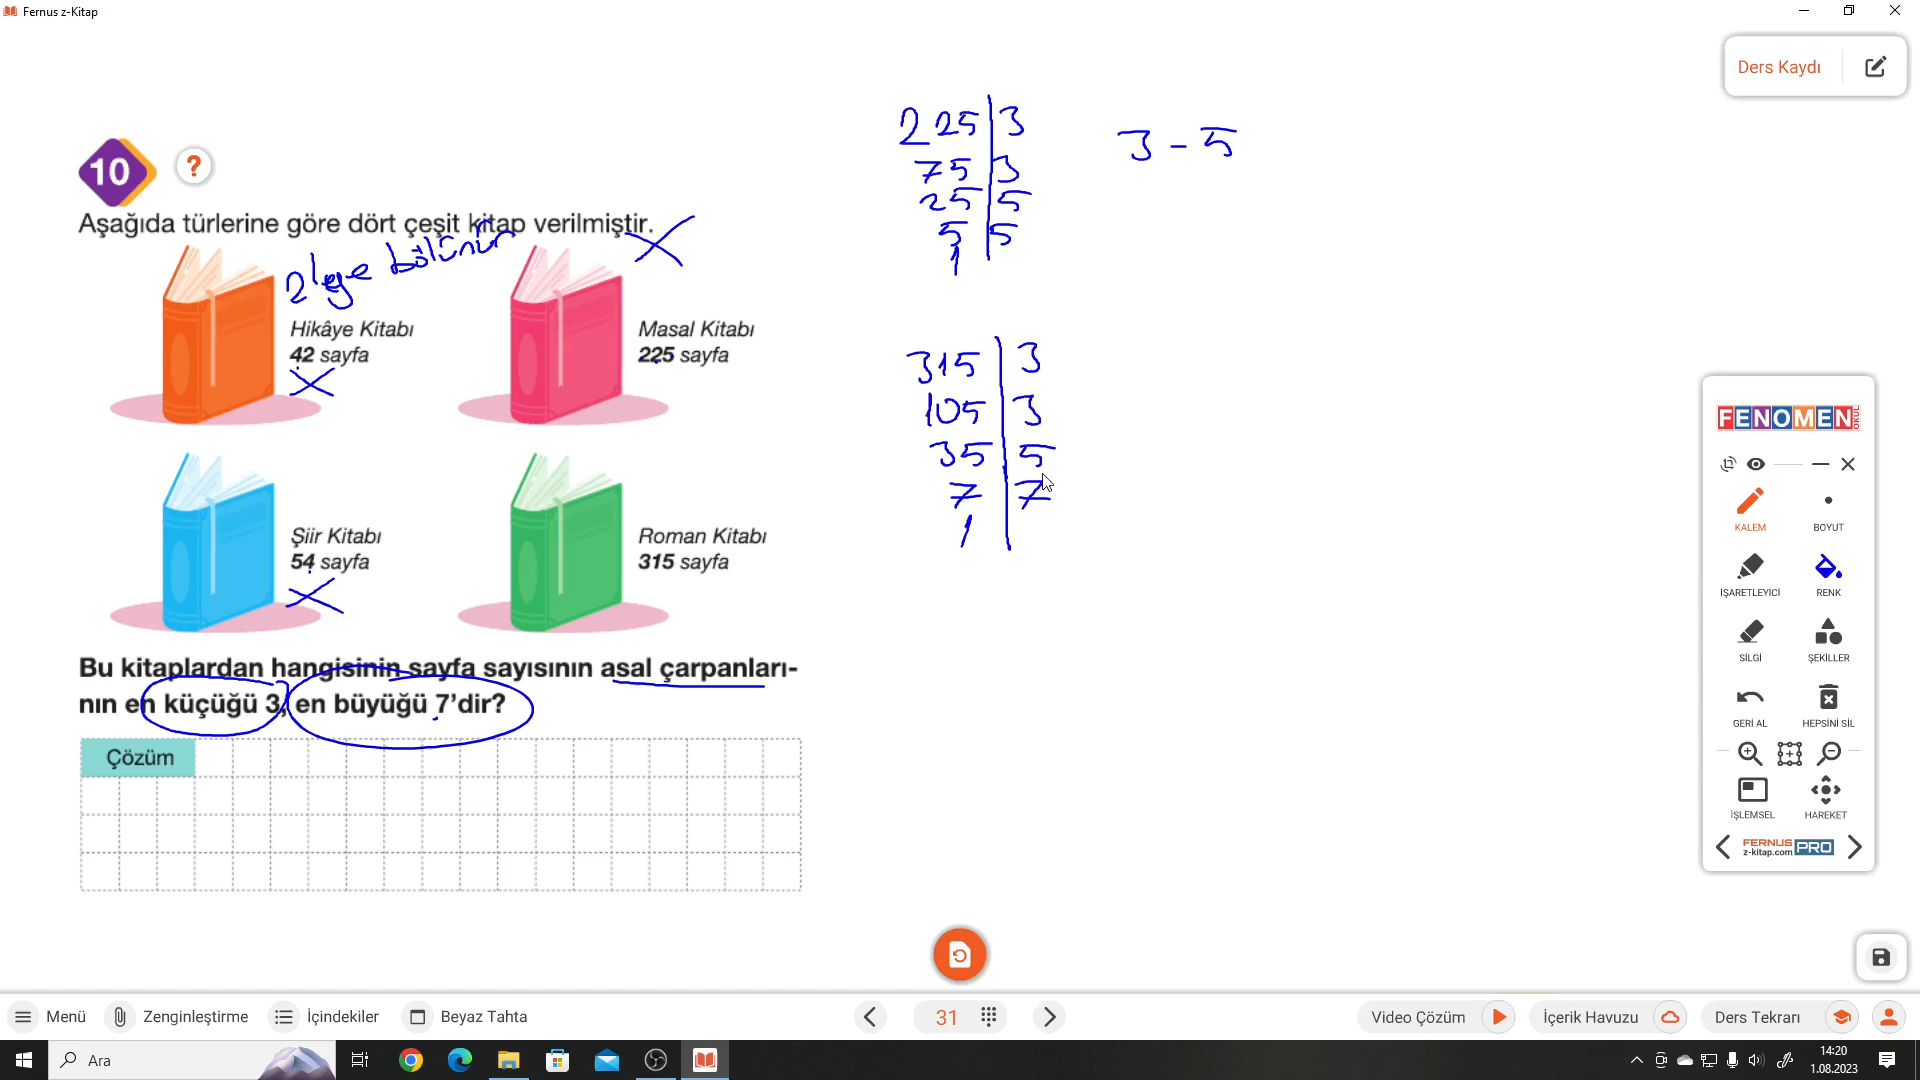 Fernus z-Kitap
Ders Kaydı
10
?
Aşağıda türlerine göre dört çeşit kitap verilmiştir.
2'leye bölünür
Hikâye Kitabı
42 sayfa
Masal Kitabı
225 sayfa
Şiir Kitabı
54 sayfa
Roman Kitabı
315 sayfa
Bu kitaplardan hangisinin sayfa sayısının asal çarpanları-
nın en küçüğü 3, en büyüğü 7'dir?
Çözüm
225 3
75 3
25 5
5 5
1
3 - 5
315 3
105 3
35 5
7 7
1
FENOMEN OKUL
KALEM
BOYUT
İŞARETLEYİCİ
RENK
SİLGİ
ŞEKİLLER
GERİ AL
HEPSİNİ SİL
İŞLEMSEL
HAREKET
FERNUS
z-kitap.com PRO
Menü
Zenginleştirme
İçindekiler
Beyaz Tahta
31
Video Çözüm
İçerik Havuzu
Ders Tekrarı
Ara
14:20
1.08.2023